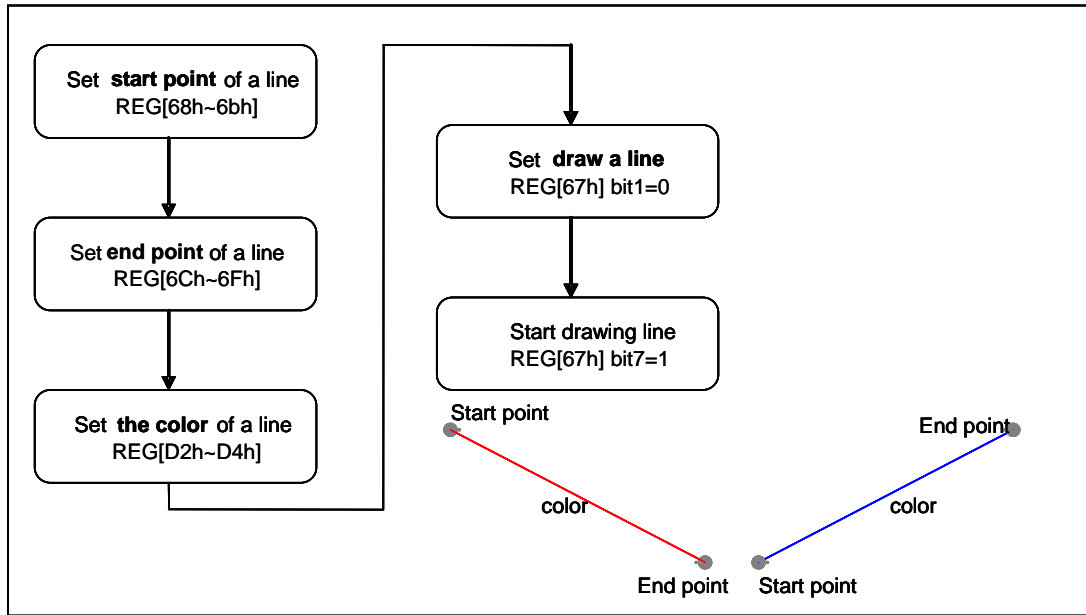 Set start point of a line
REG[68h~6bh]
Set end point of a line
REG[6Ch~6Fh]
Set the color of a line
REG[D2h~D4h]
Set draw a line
REG[67h] bit1=0
Start drawing line
REG[67h] bit7=1
Start point
color
End point
End point
color
Start point